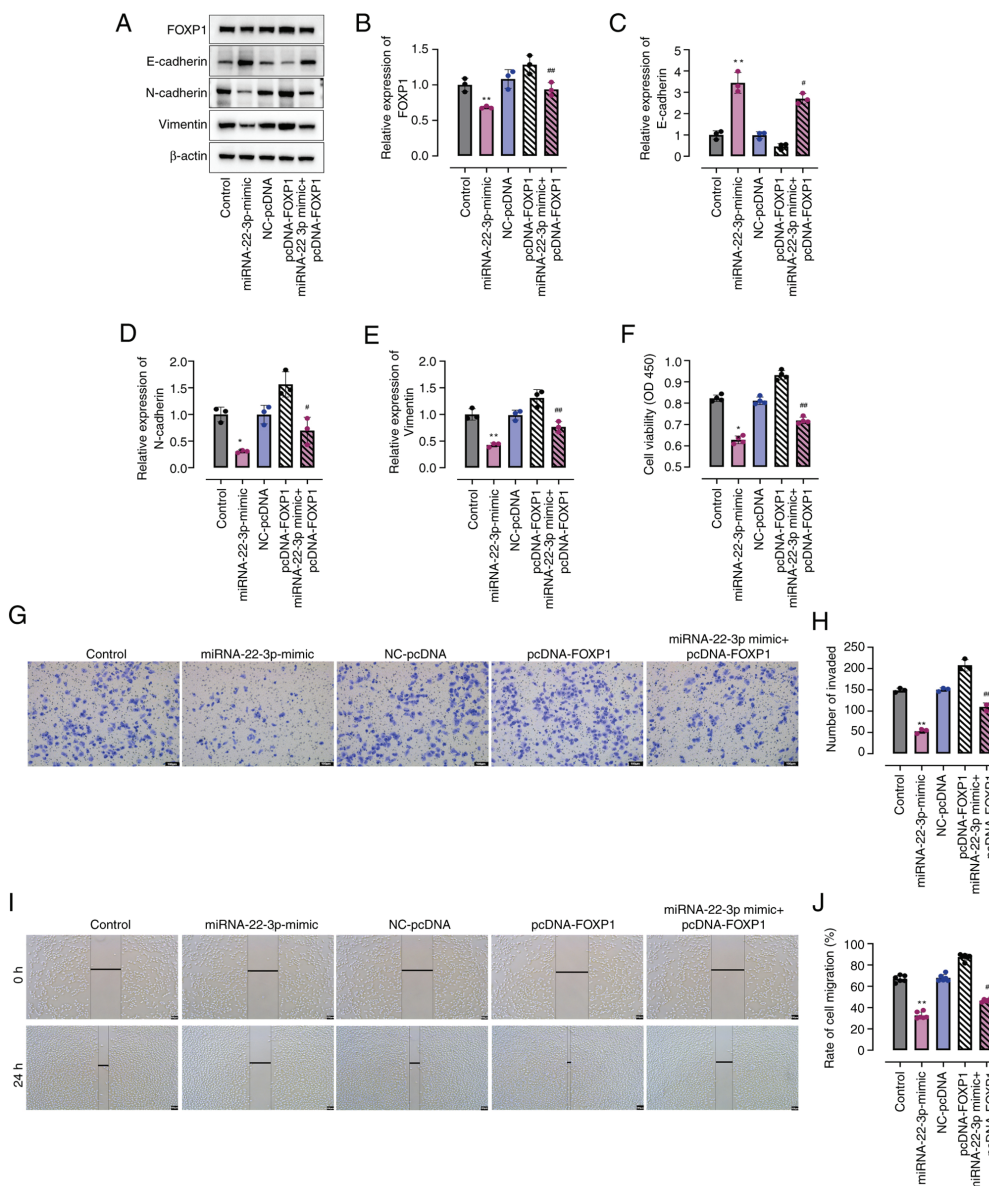 A
FOXP1
E-cadherin
N-cadherin
Vimentin
β-actin
Control
miRNA-22-3p-mimic
NC-pcDNA
pcDNA-FOXP1
miRNA-22 3p mimic+
pcDNA-FOXP1
B
Relative expression of
FOXP1
1.5
1.0
0.5
0.0
**
##
Control
miRNA-22-3p-mimic
NC-pcDNA
pcDNA-FOXP1
miRNA-22-3p mimic+
pcDNA-FOXP1
C
Relative expression of
E-cadherin
5
4
3
2
1
0
**
#
Control
miRNA-22-3p-mimic
NC-pcDNA
pcDNA-FOXP1
miRNA-22-3p mimic+
pcDNA-FOXP1
D
Relative expression of
N-cadherin
2.0
1.5
1.0
0.5
0.0
*
#
Control
miRNA-22-3p-mimic
NC-pcDNA
pcDNA-FOXP1
miRNA-22-3p mimic+
pcDNA-FOXP1
E
Relative expression of
Vimentin
2.0
1.5
1.0
0.5
0.0
**
##
Control
miRNA-22-3p-mimic
NC-pcDNA
pcDNA-FOXP1
miRNA-22-3p mimic+
pcDNA-FOXP1
F
Cell viability (OD 450)
1.0
0.9
0.8
0.7
0.6
0.5
*
##
Control
miRNA-22-3p-mimic
NC-pcDNA
pcDNA-FOXP1
miRNA-22-3p mimic+
pcDNA-FOXP1
G
Control
miRNA-22-3p-mimic
NC-pcDNA
pcDNA-FOXP1
miRNA-22-3p mimic+
pcDNA-FOXP1
H
Number of invaded
250
200
150
100
50
0
**
##
Control
miRNA-22-3p-mimic
NC-pcDNA
pcDNA-FOXP1
miRNA-22-3p mimic+
pcDNA-FOXP1
I
Control
miRNA-22-3p-mimic
NC-pcDNA
pcDNA-FOXP1
miRNA-22-3p mimic+
pcDNA-FOXP1
0 h
24 h
J
Rate of cell migration (%)
100
80
60
40
20
0
**
#
Control
miRNA-22-3p-mimic
NC-pcDNA
pcDNA-FOXP1
miRNA-22-3p mimic+